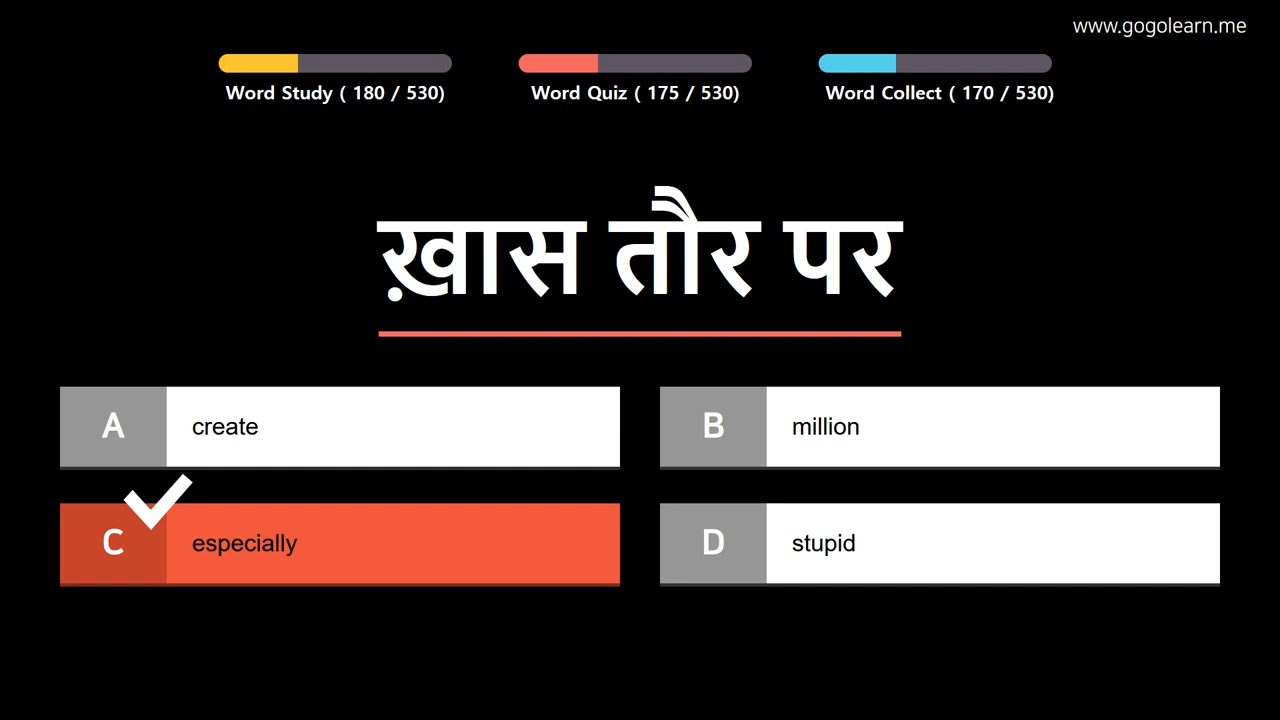 www.gogolearn.me
Word Study ( 180 / 530)
Word Quiz ( 175 / 530)
Word Collect ( 170 / 530)
ख़ास तौर पर
A create
B million
C especially
D stupid